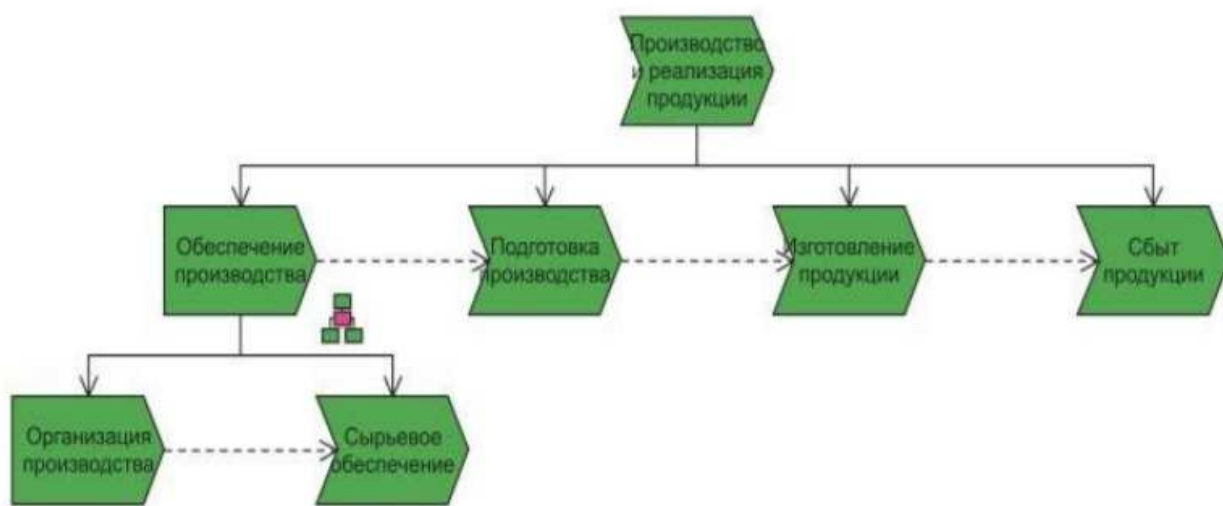 Производство
и реализация
продукции
Обеспечение
производства
Подготовка
производства
Изготовление
продукции
Сбыт
продукции
Организация
производства
Сырьевое
обеспечение